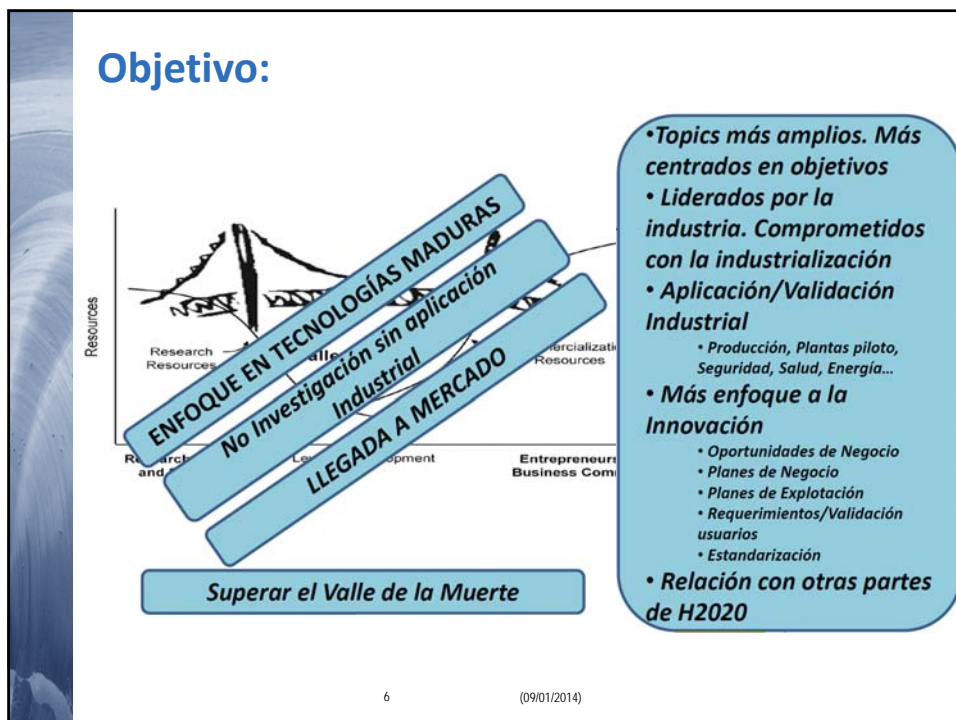 Objetivo:
Resources
Research
Resources
Resources
ENFOQUE EN TECNOLOGÍAS MADURAS
No Investigación sin aplicación
Industrial
LLEGADA A MERCADO
Entrepreneurs
Business Com
Superar el Valle de la Muerte
•Topics más amplios. Más
centrados en objetivos
• Liderados por la
industria. Comprometidos
con la industrialización
• Aplicación/Validación
Industrial
• Producción, Plantas piloto,
Seguridad, Salud, Energía…
• Más enfoque a la
Innovación
• Oportunidades de Negocio
• Planes de Negocio
• Planes de Explotación
• Requerimientos/Validación
usuarios
• Estandarización
• Relación con otras partes
de H2020
6 (09/01/2014)